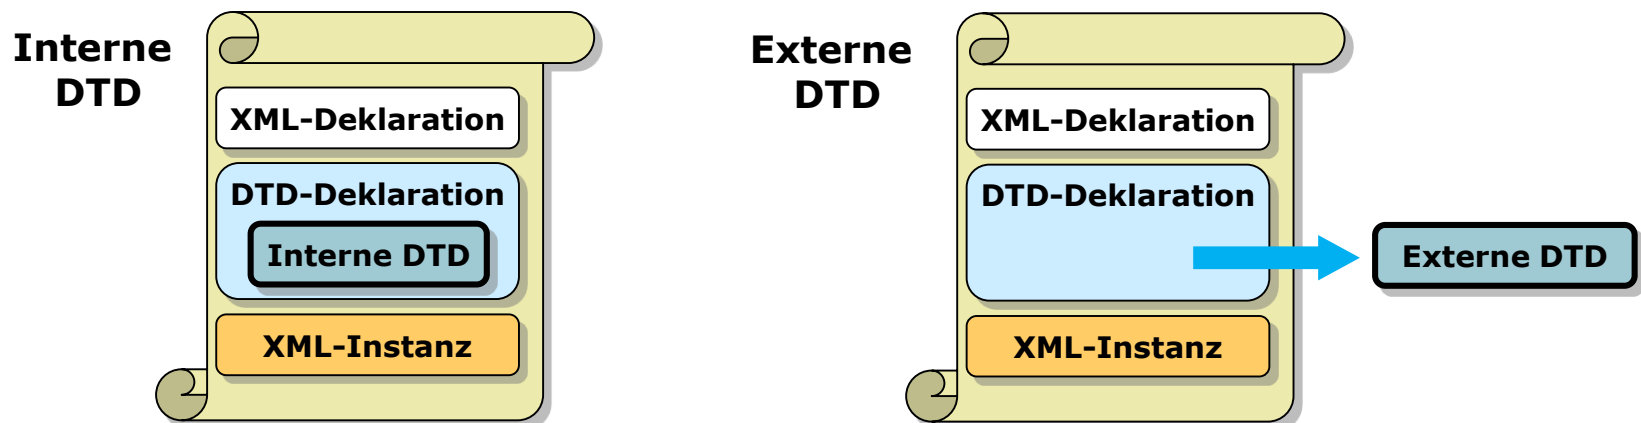 Interne
DTD
XML-Deklaration
DTD-Deklaration
Interne DTD
XML-Instanz
Externe
DTD
XML-Deklaration
DTD-Deklaration
Externe DTD
XML-Instanz